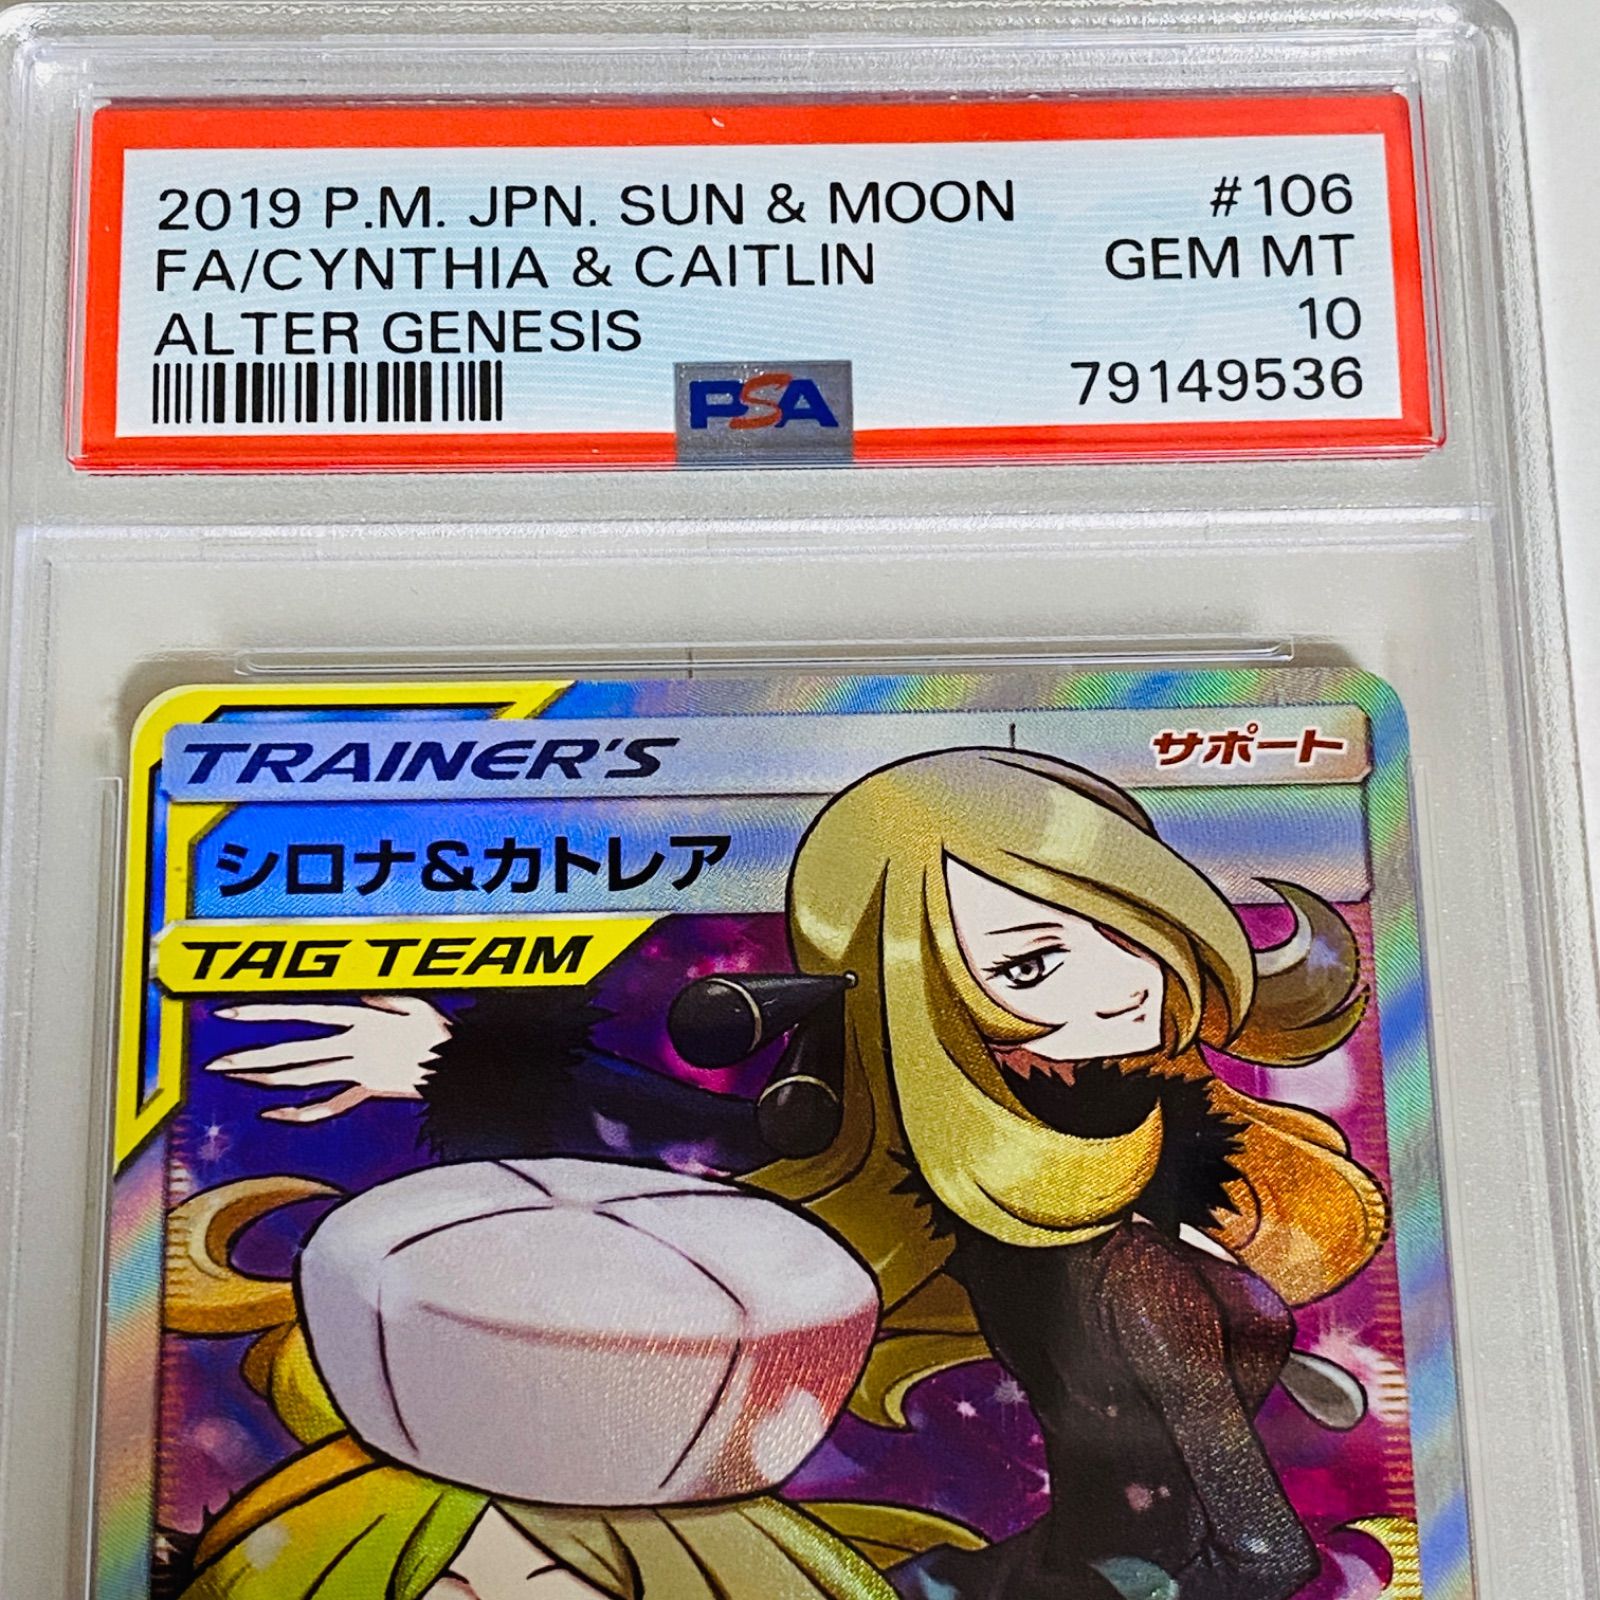 2019 P.M. JPN. SUN & MOON #106
FA/CYNTHIA & CAITLIN GEM MT
ALTER GENESIS 10
PSA 79149536
TRAINER'S サポート
シロナ&カトレア
TAG TEAM